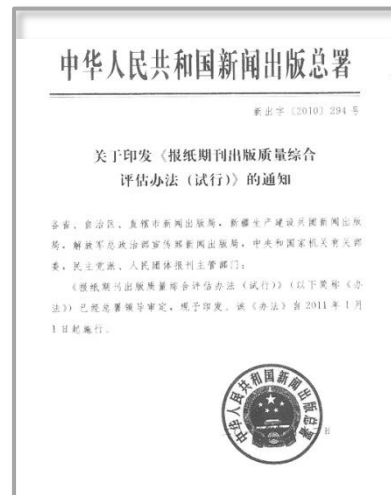 中华人民共和国新闻出版总署
新出字〔2010〕294号
关于印发《报纸期刊出版质量综合
评估办法（试行）》的通知
各省、自治区、直辖市新闻出版局，新疆生产建设兵团新闻出版
局，解放军总政治部宣传部新闻出版局，中央和国家机关有关部
委，民主党派、人民团体报刊主管部门：
《报纸期刊出版质量综合评估办法（试行）》（以下简称《办
法》）已经总署领导审定，现予印发。该《办法》自2011年1月
1日起施行。
中华人民共和国新闻出版总署
日